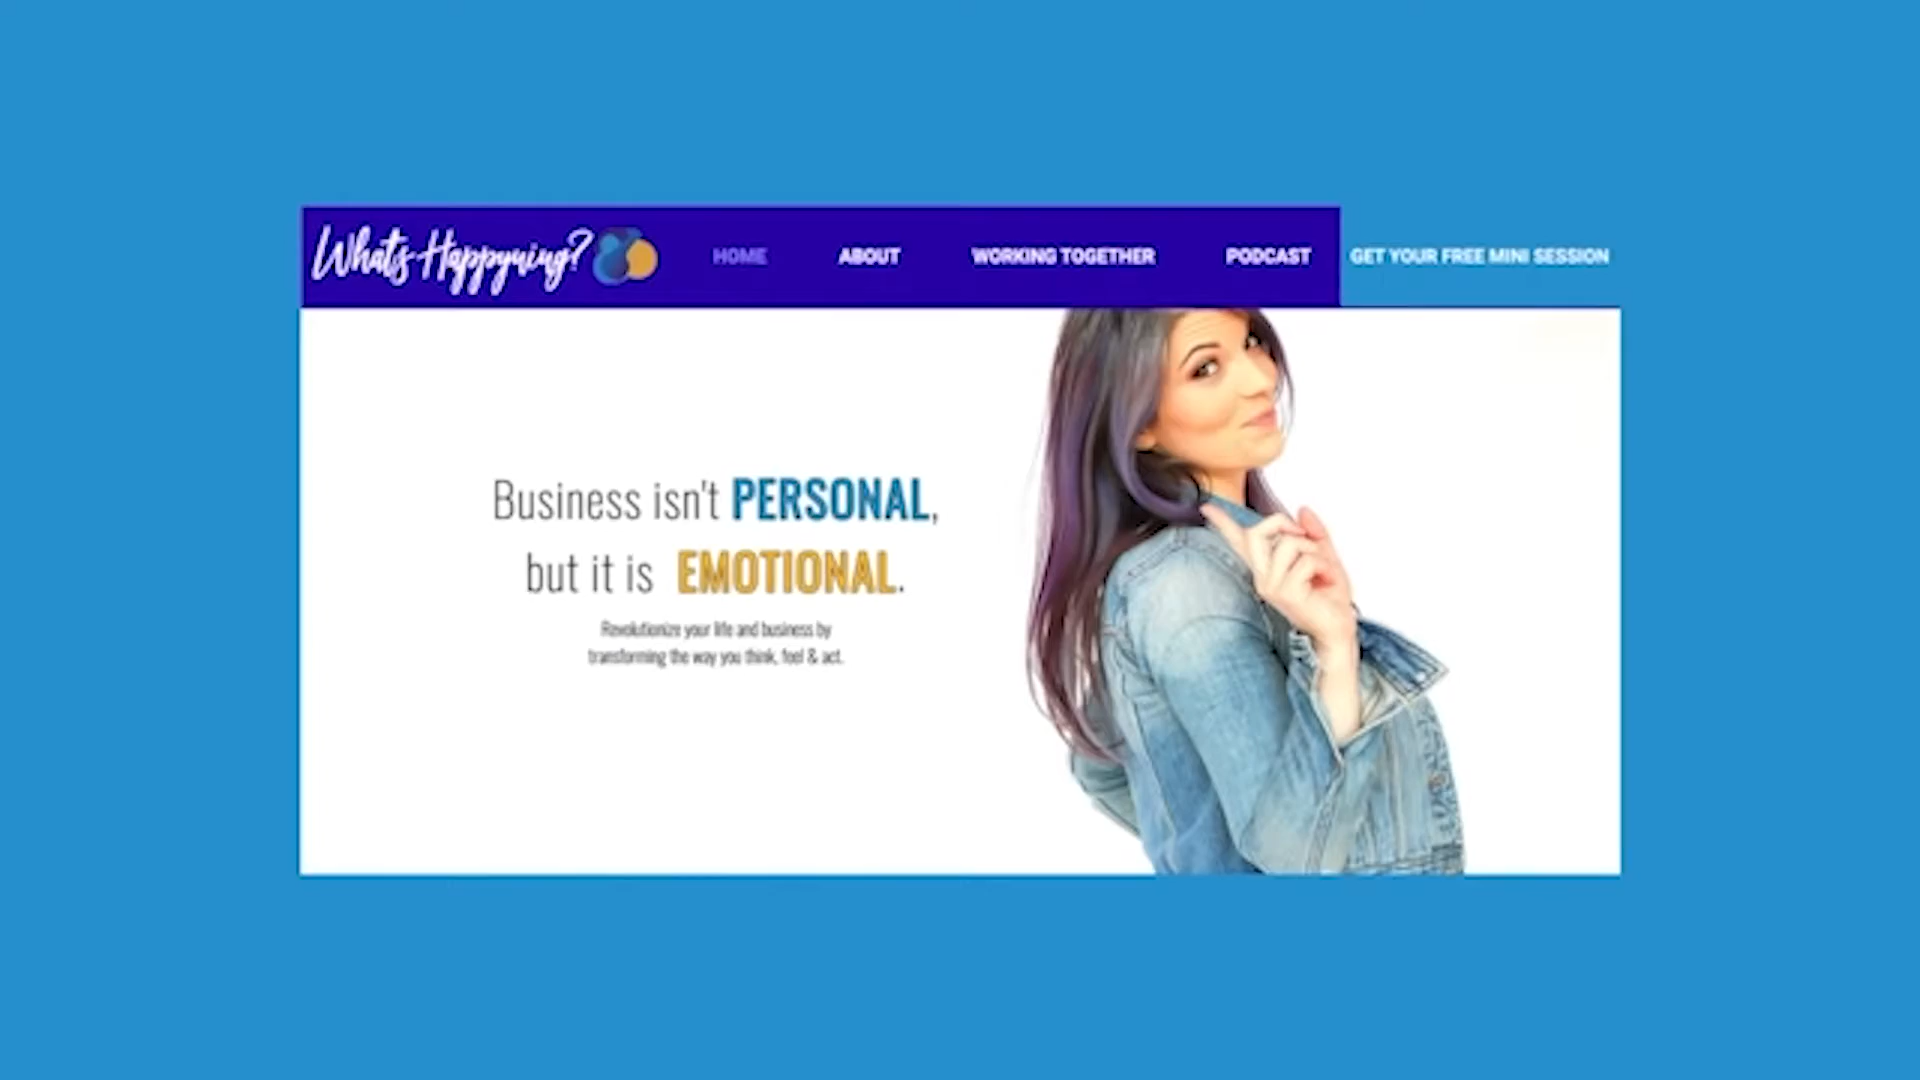 Whats Happyning?
HOME ABOUT WORKING TOGETHER PODCAST GET YOUR FREE MINI SESSION
Business isn't PERSONAL,
but it is EMOTIONAL.
Revolutionize your life and business by
transforming the way you think, feel & act.